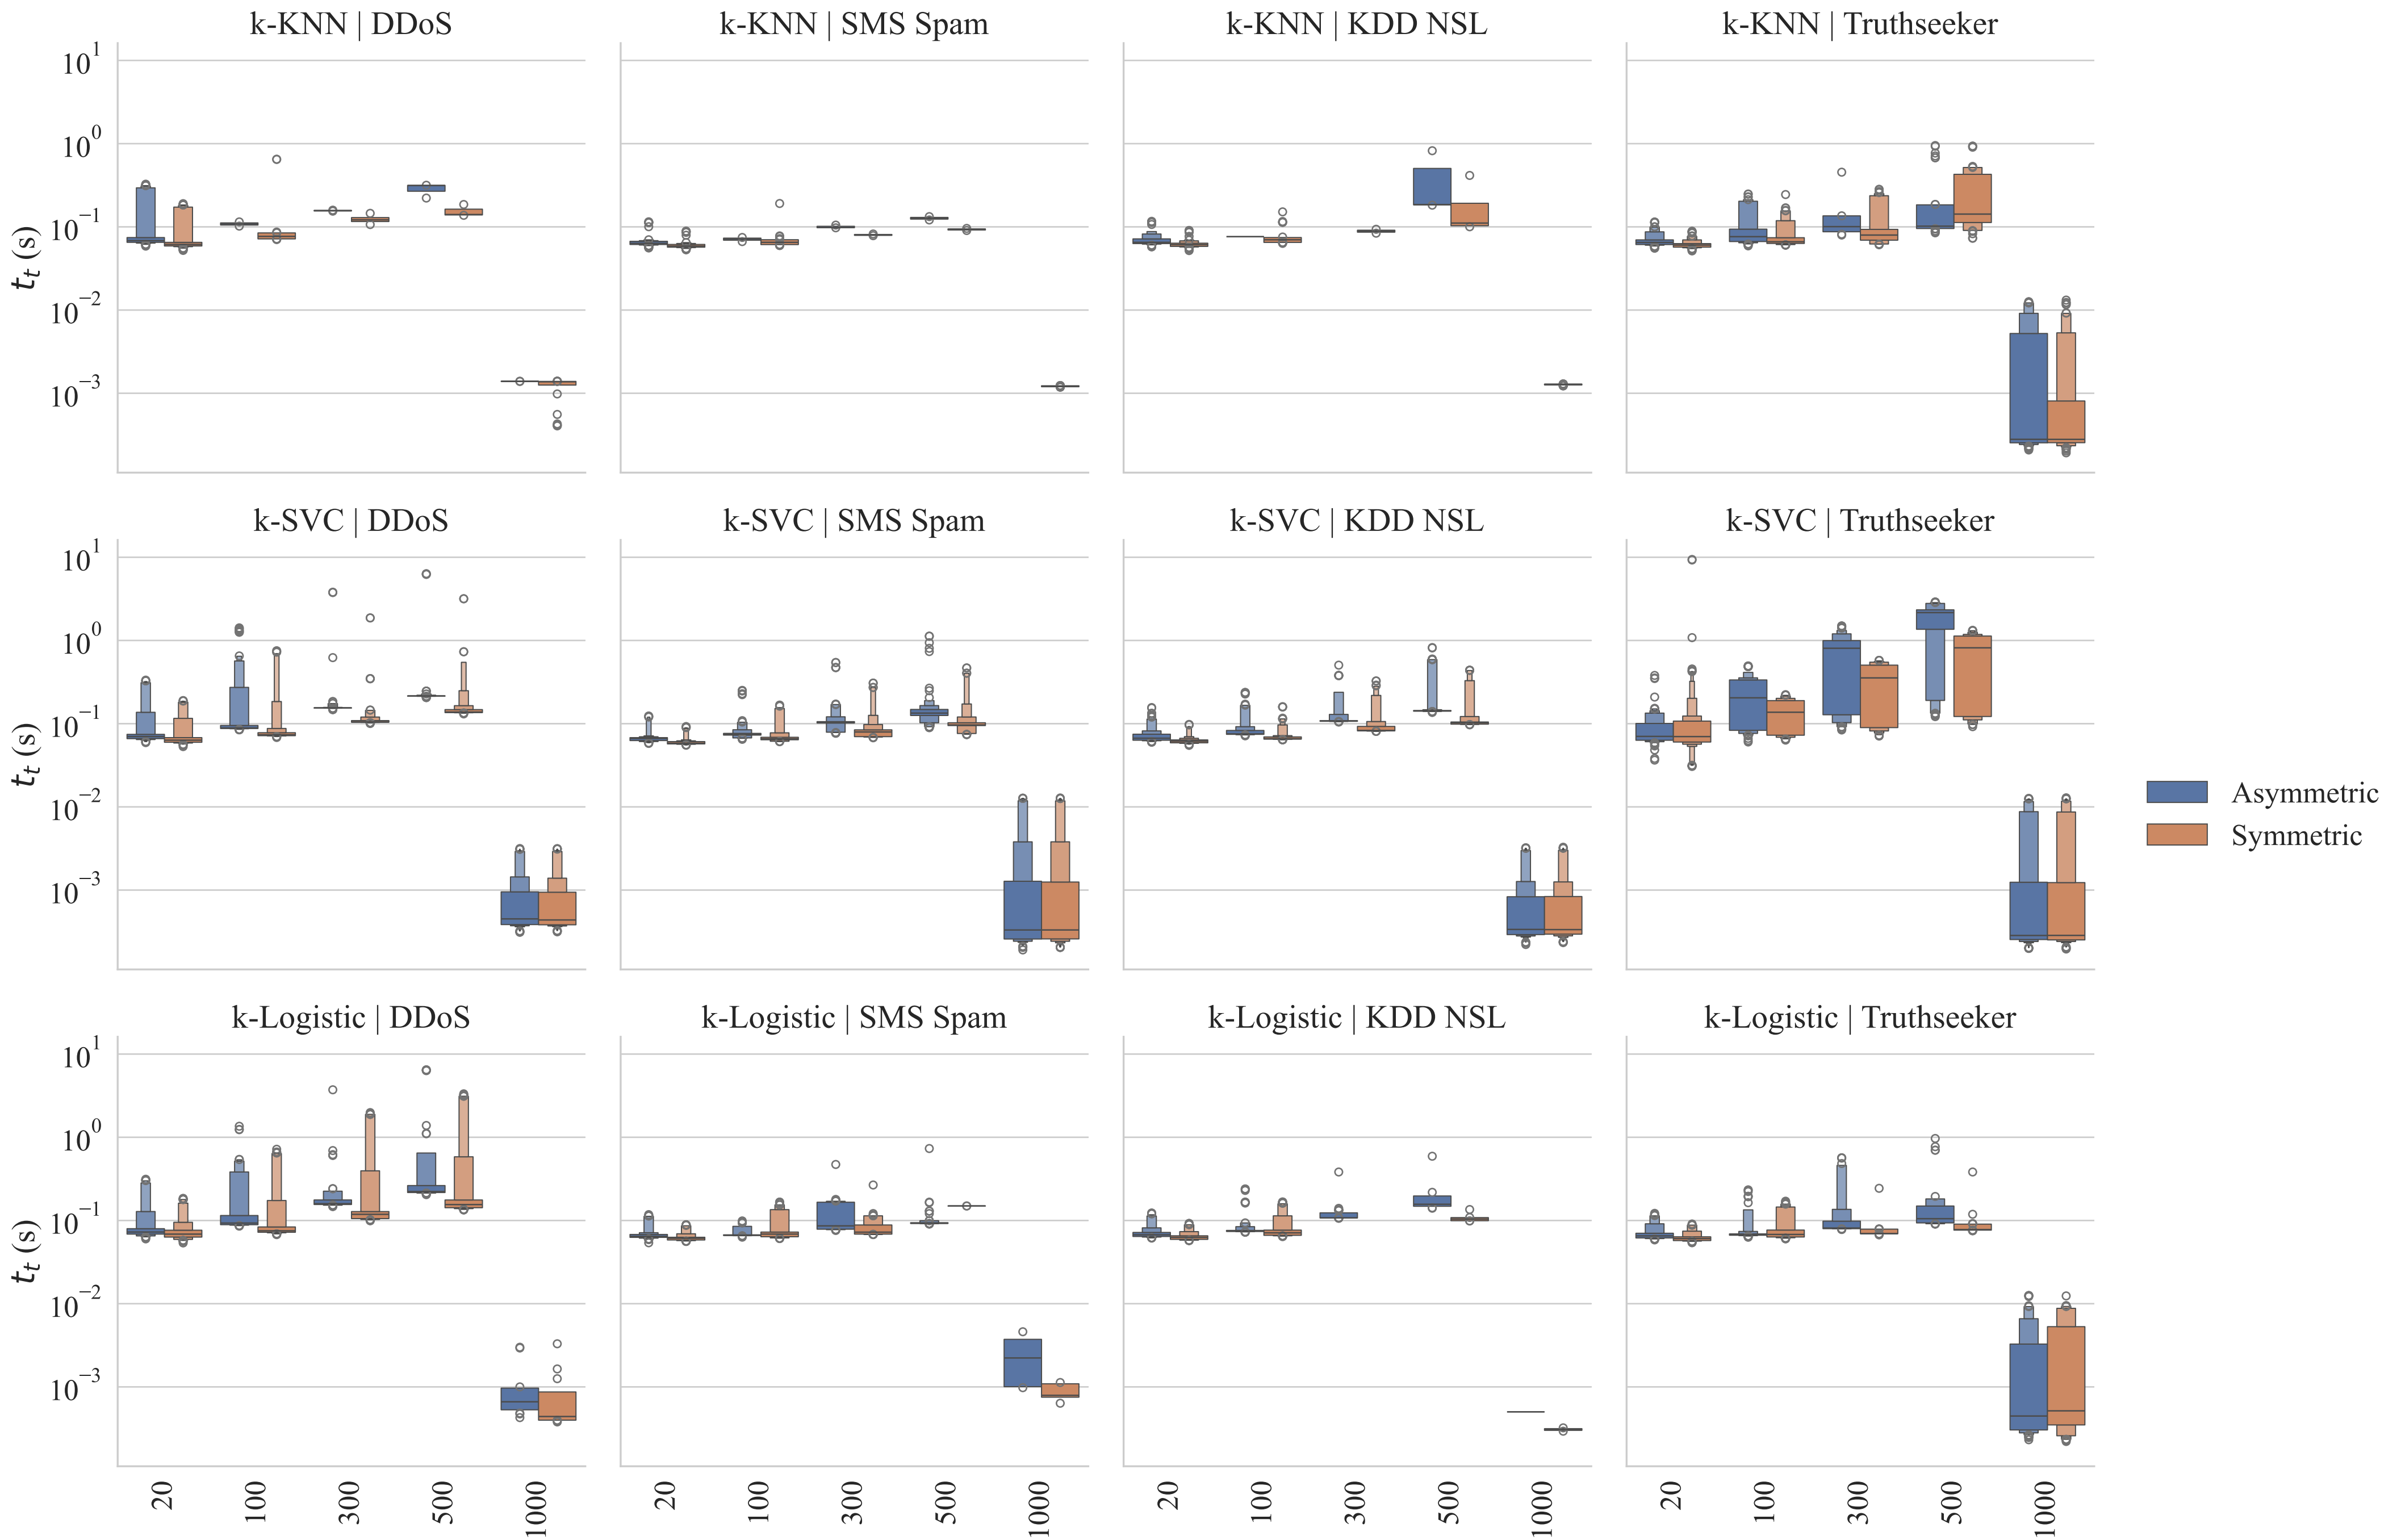 k-KNN | DDoS
k-KNN | SMS Spam
k-KNN | KDD NSL
k-KNN | Truthseeker
10^1
10^0
10^−1
10^−2
10^−3
t_t (s)
k-SVC | DDoS
k-SVC | SMS Spam
k-SVC | KDD NSL
k-SVC | Truthseeker
10^1
10^0
10^−1
10^−2
10^−3
t_t (s)
Asymmetric
Symmetric
k-Logistic | DDoS
k-Logistic | SMS Spam
k-Logistic | KDD NSL
k-Logistic | Truthseeker
10^1
10^0
10^−1
10^−2
10^−3
t_t (s)
20 100 300 500 1000
20 100 300 500 1000
20 100 300 500 1000
20 100 300 500 1000